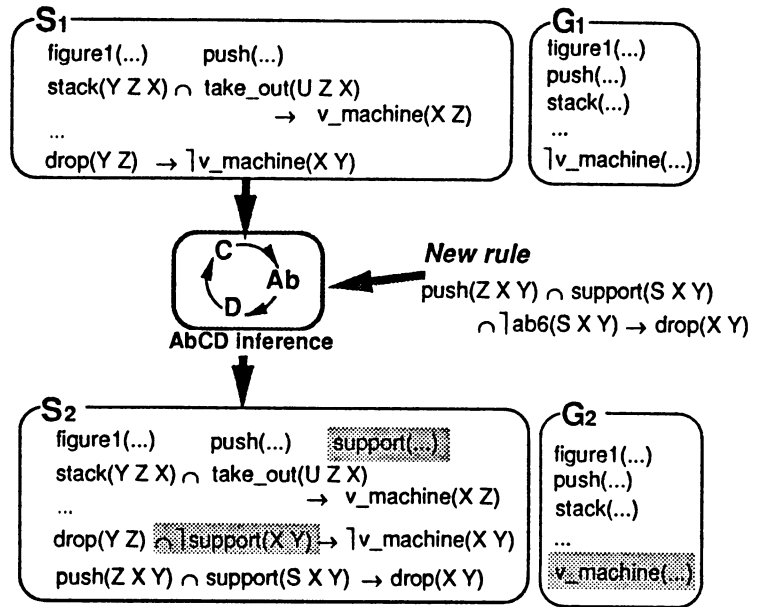 S1
figure1(...) push(...)
stack(Y Z X) ∩ take_out(U Z X)
→ v_machine(X Z)
...
drop(Y Z) → ⌉v_machine(X Y)
G1
figure1(...)
push(...)
stack(...)
...
⌉v_machine(...)
C
Ab
D
AbCD inference
New rule
push(Z X Y) ∩ support(S X Y)
∩ ⌉ab6(S X Y) → drop(X Y)
S2
figure1(...) push(...) support(...)
stack(Y Z X) ∩ take_out(U Z X)
→ v_machine(X Z)
...
drop(Y Z) ∩ ⌉support(X Y) → ⌉v_machine(X Y)
push(Z X Y) ∩ support(S X Y) → drop(X Y)
G2
figure1(...)
push(...)
stack(...)
...
v_machine(...)